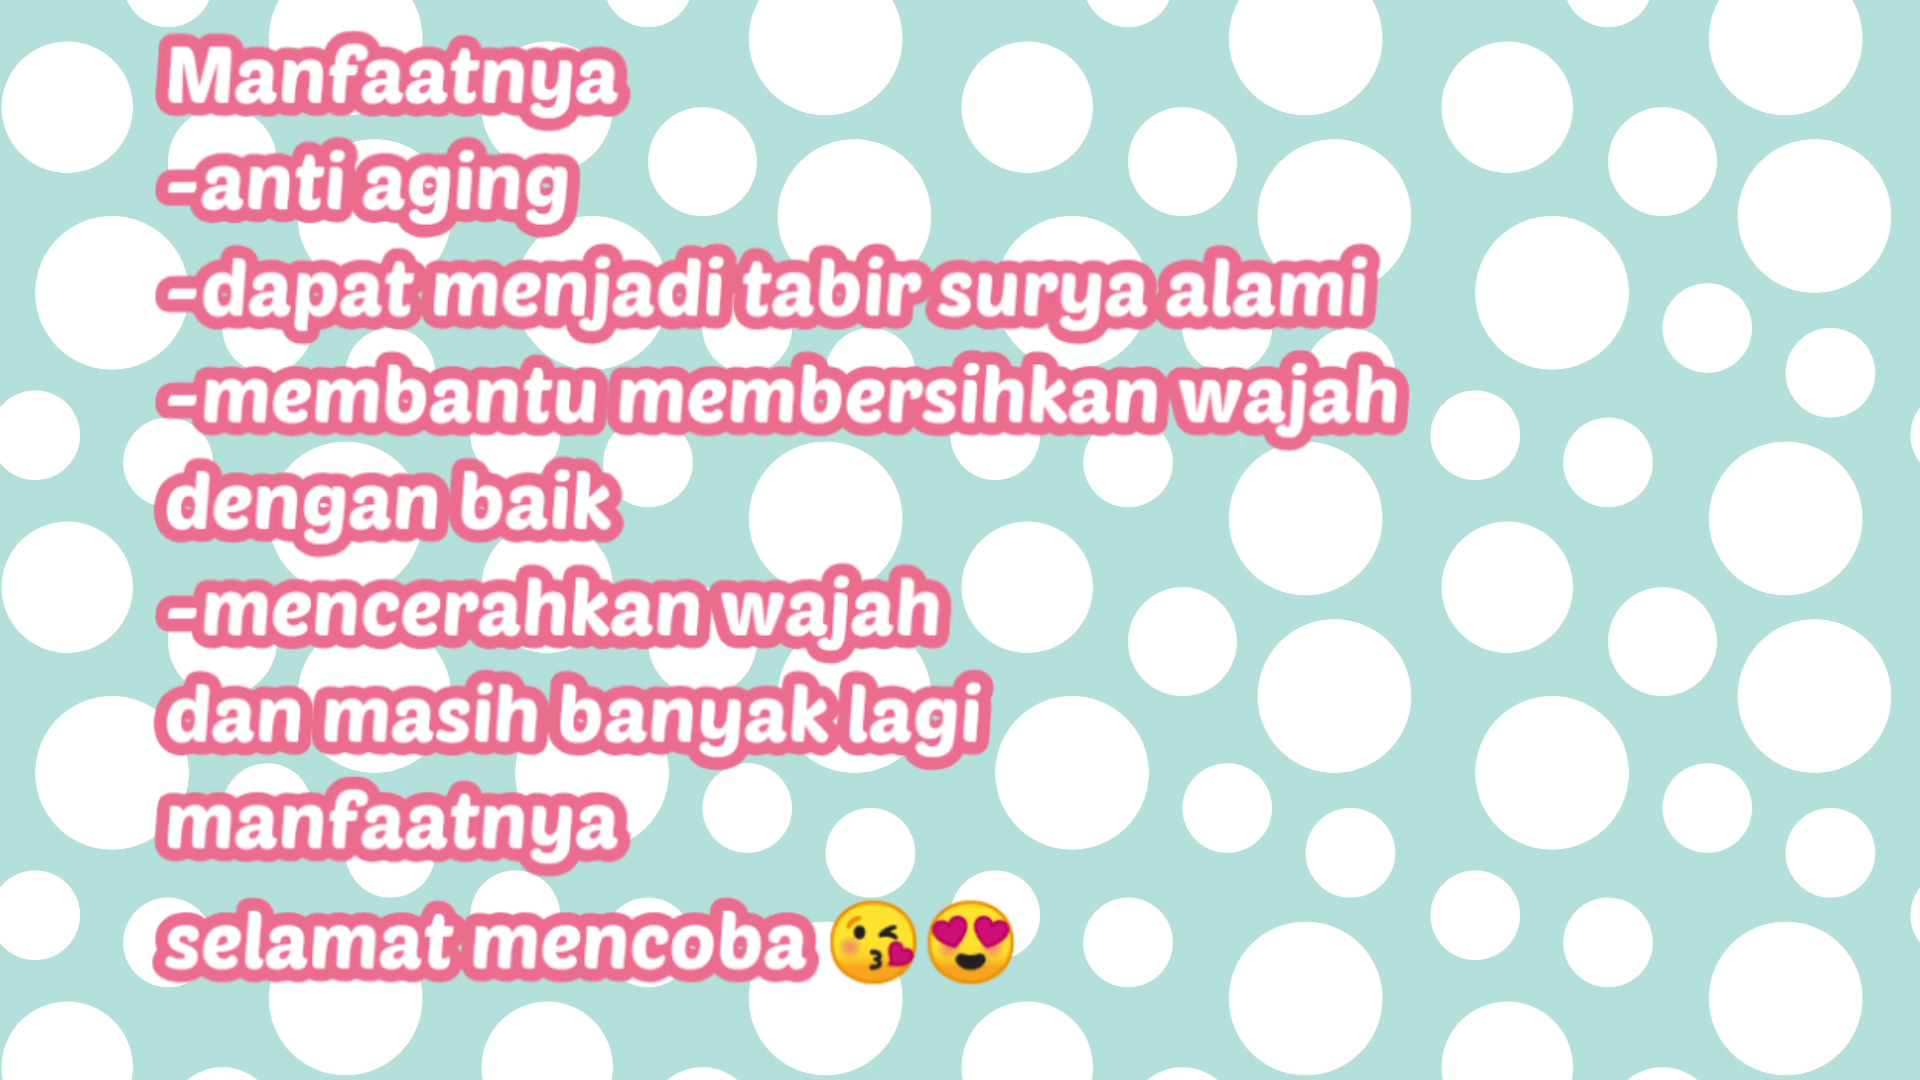 Manfaatnya
-anti aging
-dapat menjadi tabir surya alami
-membantu membersihkan wajah
dengan baik
-mencerahkan wajah
dan masih banyak lagi
manfaatnya
selamat mencoba 😘😍